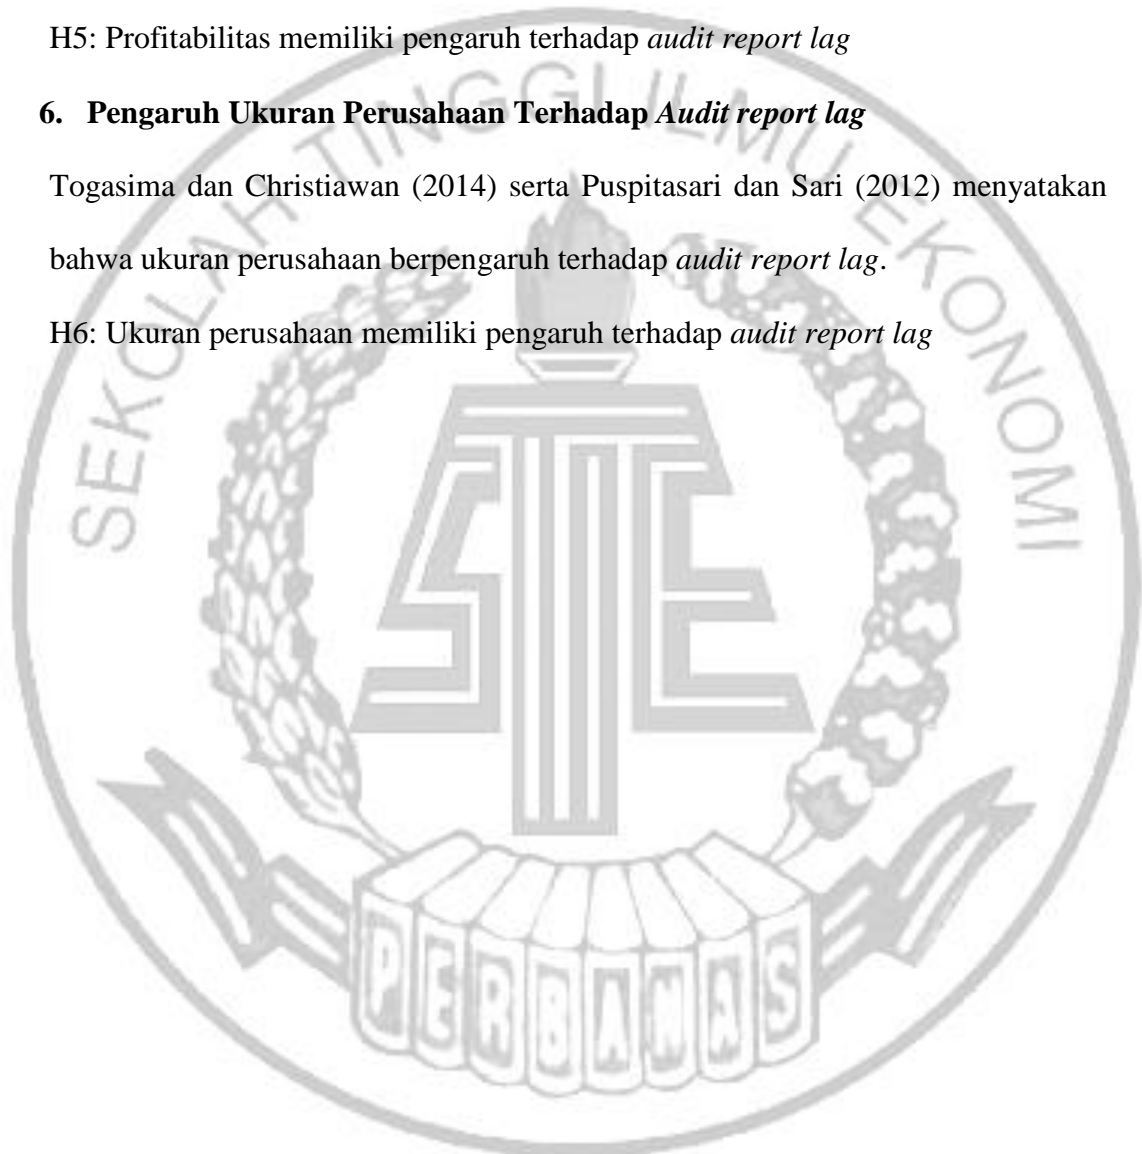 H5: Profitabilitas memiliki pengaruh terhadap audit report lag
6. Pengaruh Ukuran Perusahaan Terhadap Audit report lag
Togasima dan Christiawan (2014) serta Puspitasari dan Sari (2012) menyatakan
bahwa ukuran perusahaan berpengaruh terhadap audit report lag.
H6: Ukuran perusahaan memiliki pengaruh terhadap audit report lag
SEKOLAH TINGGI ILMU EKONOMI
STIE
PERBANAS